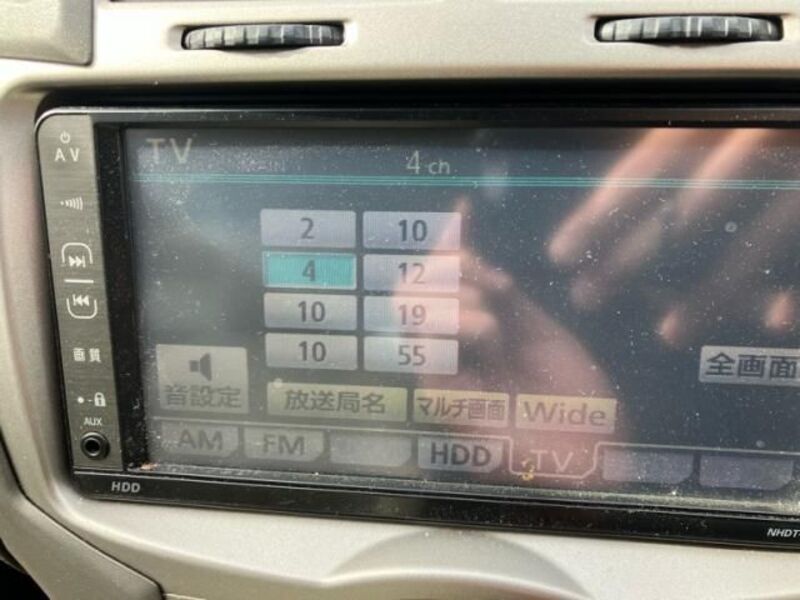 AV
TV
4 ch
2 10
4 12
10 19
10 55
画質
音設定
全画面
AUX
放送局名 マルチ画面 Wide
AM FM HDD TV
HDD
NHDT